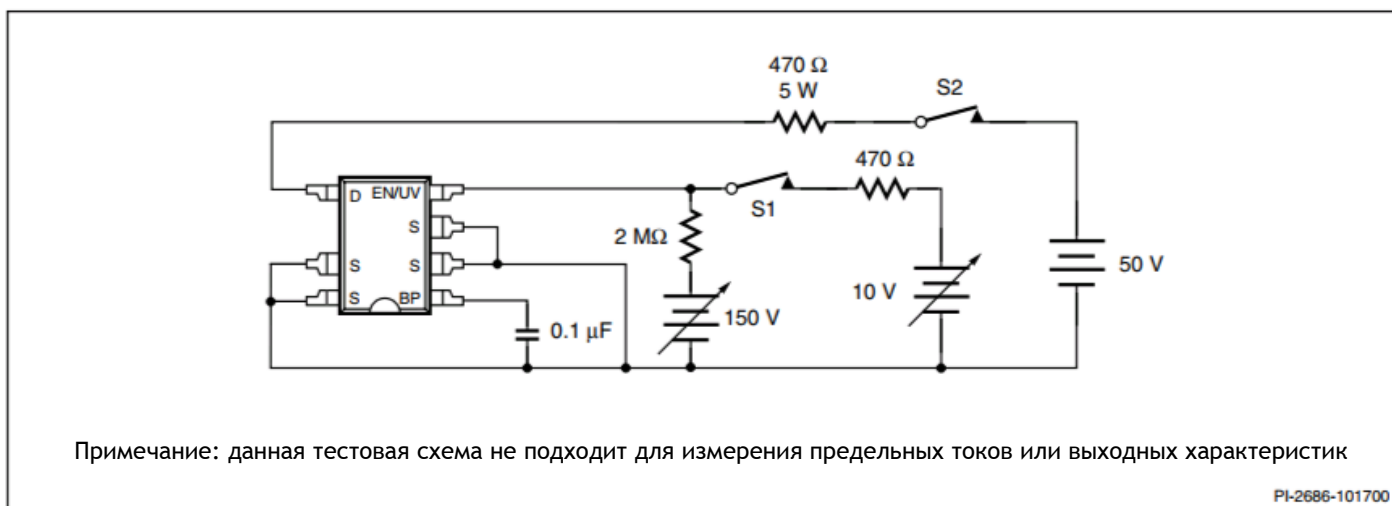 470 Ω
5 W
S2
470 Ω
D EN/UV
S1
S
2 MΩ
S S
50 V
10 V
S BP
150 V
0.1 μF
Примечание: данная тестовая схема не подходит для измерения предельных токов или выходных характеристик
PI-2686-101700